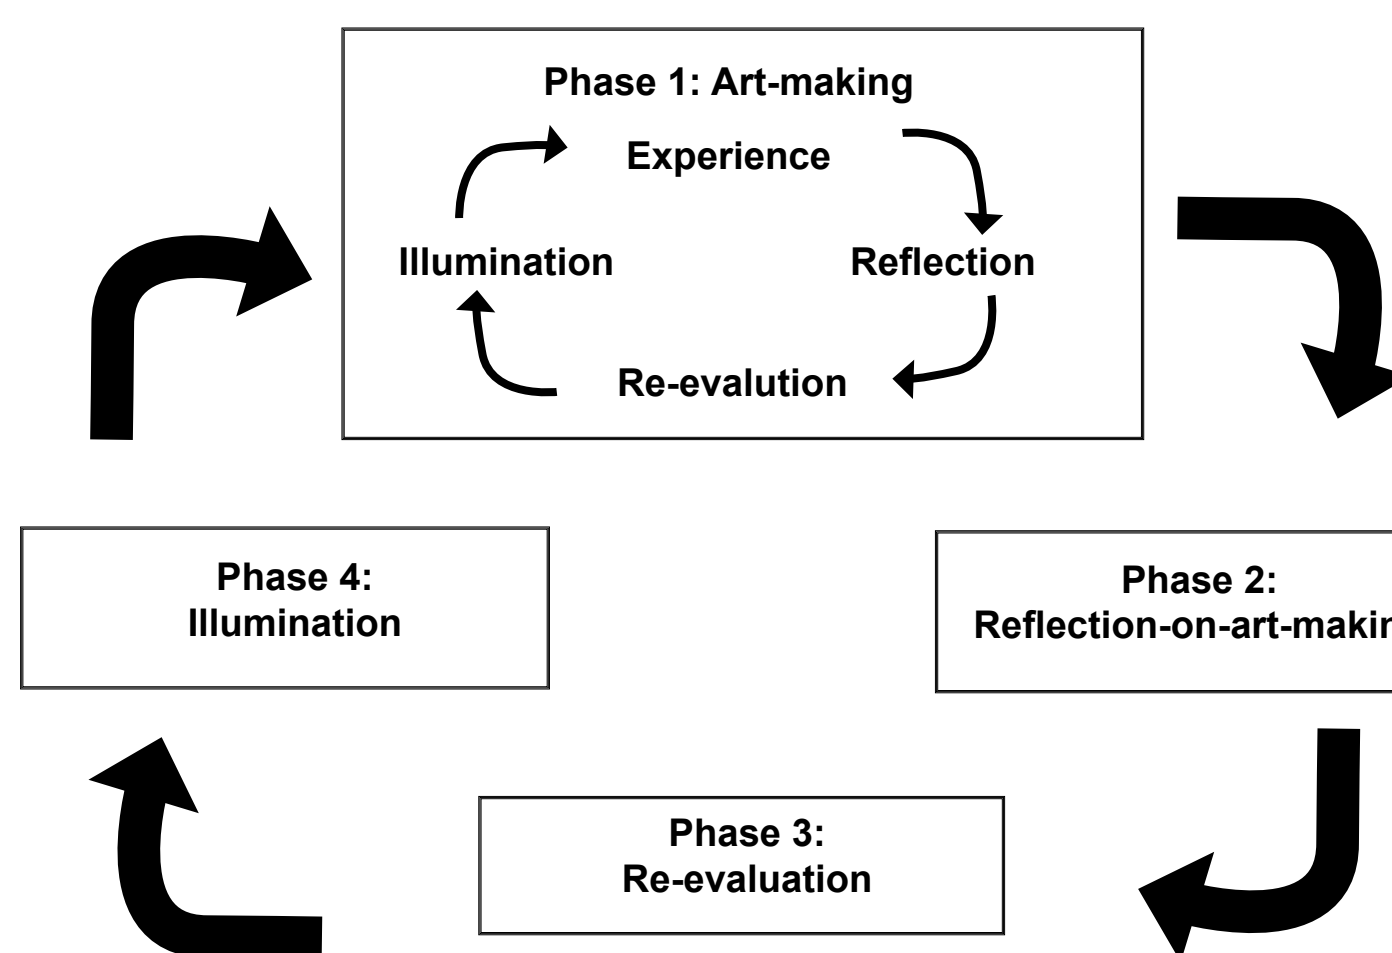 Phase 1: Art-making
Experience
Illumination
Reflection
Re-evalution
Phase 4:
Illumination
Phase 2:
Reflection-on-art-makin
Phase 3:
Re-evaluation